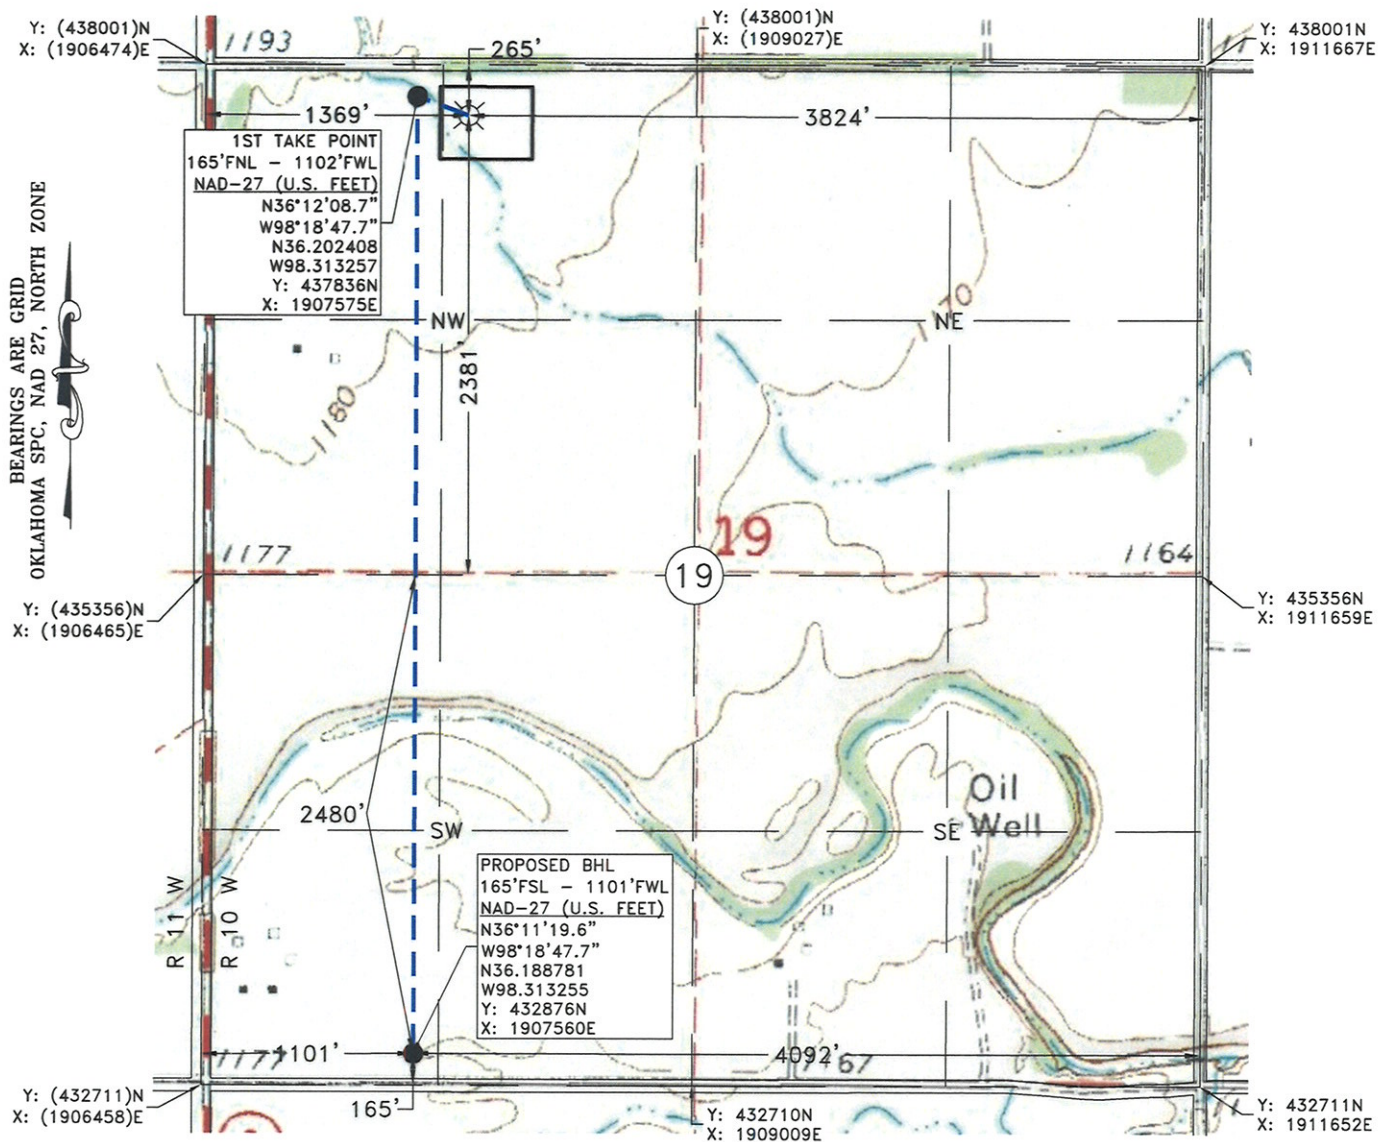 Y: (438001)N
X: (1906474)E
1193
265'
Y: (438001)N
X: (1909027)E
Y: 438001N
X: 1911667E
1369'
3824'
1ST TAKE POINT
165'FNL – 1102'FWL
NAD-27 (U.S. FEET)
N36°12'08.7"
W98°18'47.7"
N36.202408
W98.313257
Y: 437836N
X: 1907575E
BEARINGS ARE GRID
OKLAHOMA SPC, NAD 27, NORTH ZONE
NW
NE
1170
2381'
1180
19
1177
19
1164
Y: (435356)N
X: (1906465)E
Y: 435356N
X: 1911659E
Oil
Well
2480'
SW
SE
PROPOSED BHL
165'FSL – 1101'FWL
NAD-27 (U.S. FEET)
N36°11'19.6"
W98°18'47.7"
N36.188781
W98.313255
Y: 432876N
X: 1907560E
R 11 W
R 10 W
1177
1101'
4092'
1167
165'
Y: (432711)N
X: (1906458)E
Y: 432710N
X: 1909009E
Y: 432711N
X: 1911652E